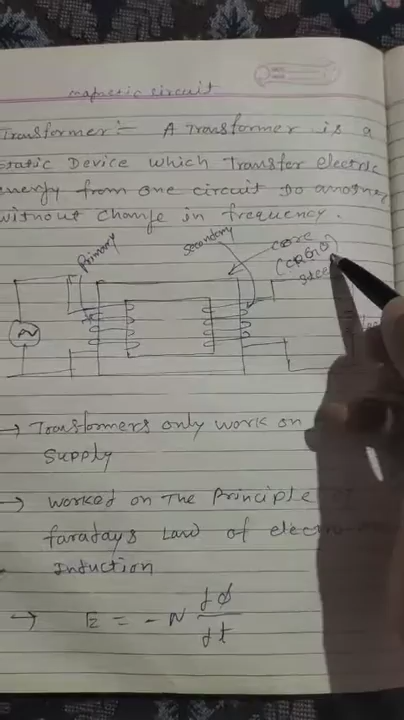 magnetic circuit
Transformer:- A Transformer is a
Static Device which Transfer electric
energy from one circuit To another
without change in frequency.
Primary
Secondary
core
(CRGO)
steel
→ Transformers only work on
Supply
→ worked on The Principle of
faradays Law of electro
Induction
→ E = -N dϕ/dt